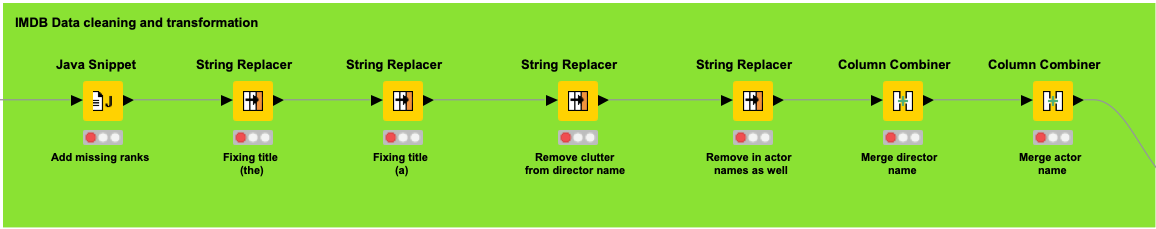 IMDB Data cleaning and transformation
Java Snippet
String Replacer
String Replacer
String Replacer
String Replacer
Column Combiner
Column Combiner
J
Add missing ranks
Fixing title
(the)
Fixing title
(a)
Remove clutter
from director name
Remove in actor
names as well
Merge director
name
Merge actor
name